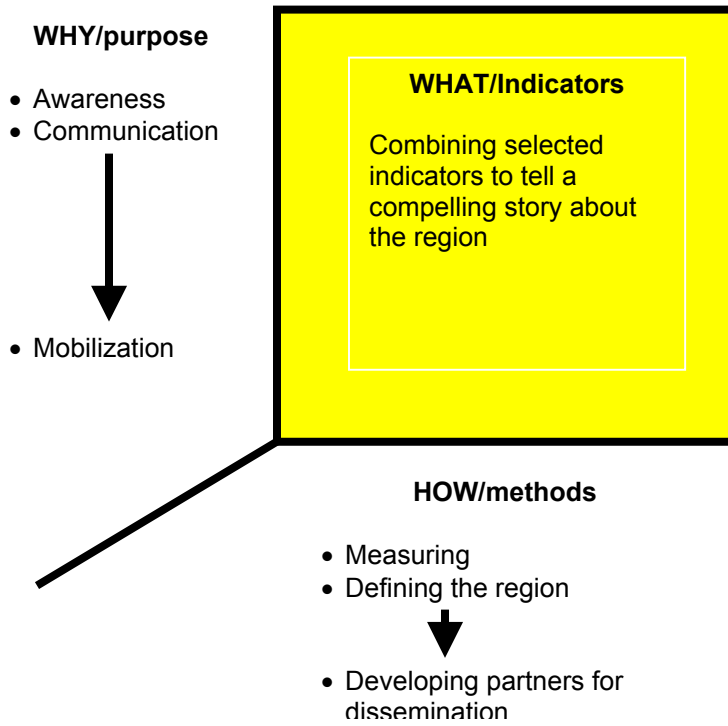 WHY/purpose
• Awareness
• Communication
• Mobilization
WHAT/Indicators
Combining selected
indicators to tell a
compelling story about
the region
HOW/methods
• Measuring
• Defining the region
• Developing partners for
dissemination